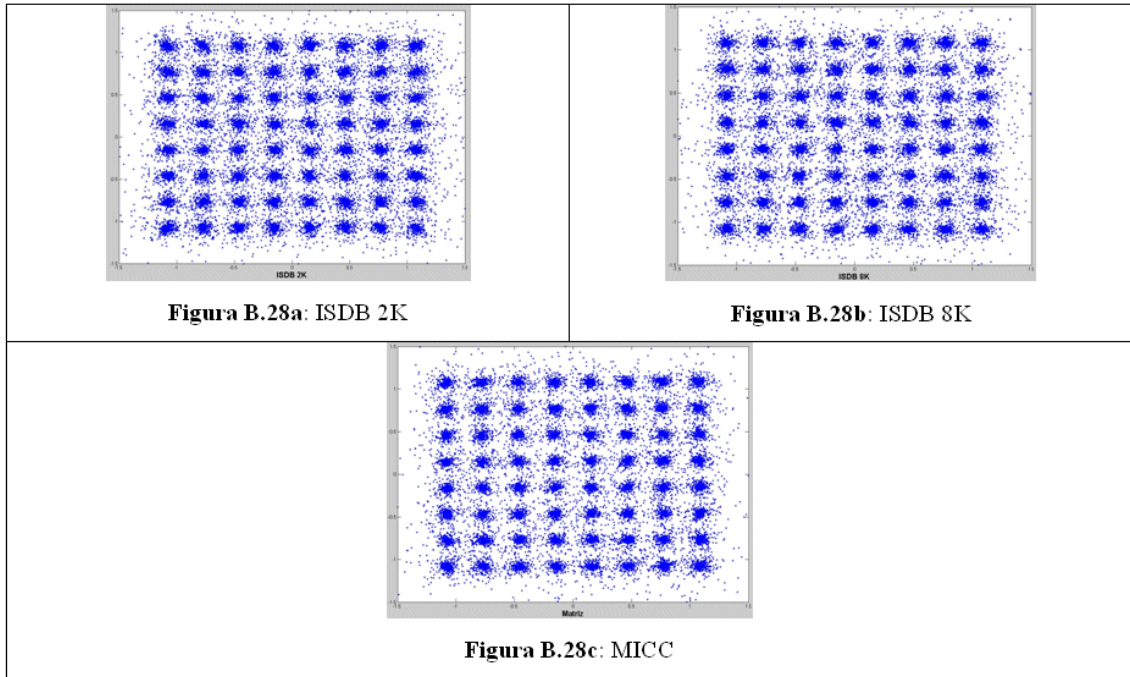 ISDB 2K
Figura B.28a: ISDB 2K
ISDB 8K
Figura B.28b: ISDB 8K
Matriz
Figura B.28c: MICC